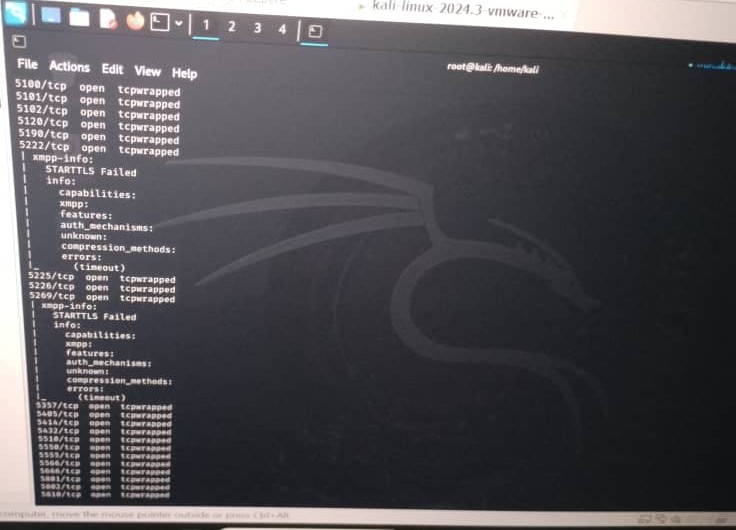 kali-linux-2024.3-vmware-...
1 2 3 4
File Actions Edit View Help
root@kali: /home/kali
5100/tcp open tcpwrapped
5101/tcp open tcpwrapped
5102/tcp open tcpwrapped
5120/tcp open tcpwrapped
5190/tcp open tcpwrapped
5222/tcp open tcpwrapped
| xmpp-info:
| STARTTLS Failed
| info:
| capabilities:
| xmpp:
| features:
| auth_mechanisms:
| unknown:
| compression_methods:
| errors:
|_ (timeout)
5225/tcp open tcpwrapped
5226/tcp open tcpwrapped
5269/tcp open tcpwrapped
| xmpp-info:
| STARTTLS Failed
| info:
| capabilities:
| xmpp:
| features:
| auth_mechanisms:
| unknown:
| compression_methods:
| errors:
|_ (timeout)
5357/tcp open tcpwrapped
5405/tcp open tcpwrapped
5414/tcp open tcpwrapped
5432/tcp open tcpwrapped
5510/tcp open tcpwrapped
5550/tcp open tcpwrapped
5555/tcp open tcpwrapped
5566/tcp open tcpwrapped
5666/tcp open tcpwrapped
5801/tcp open tcpwrapped
5802/tcp open tcpwrapped
5810/tcp open tcpwrapped
computer, move the mouse pointer outside or press Ctrl+Alt